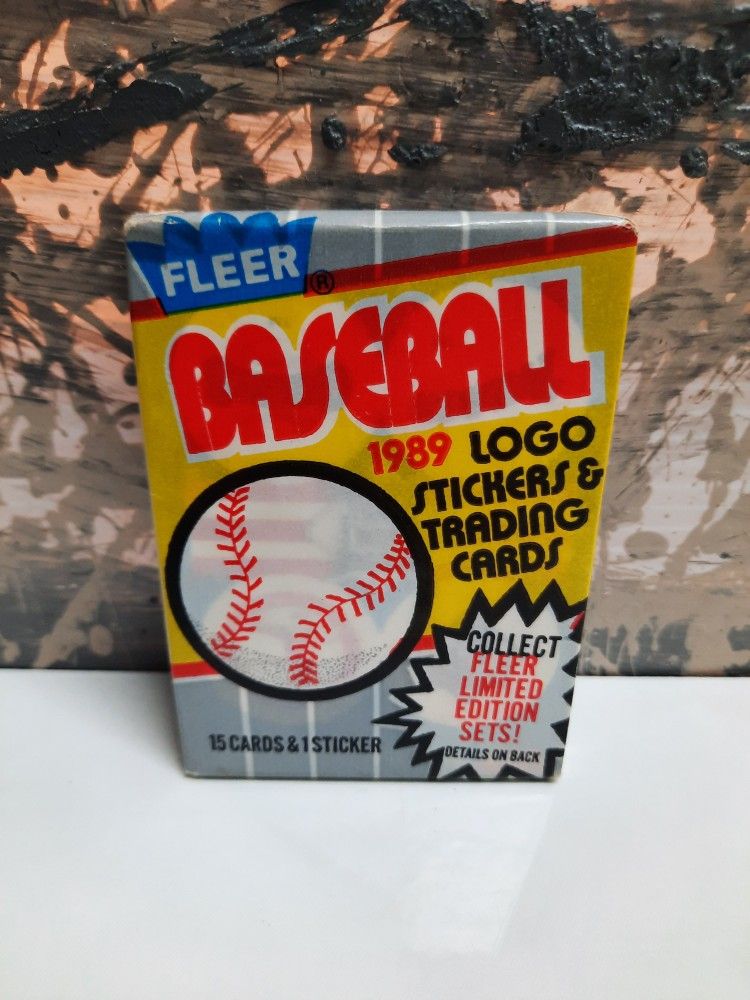 FLEER ®
BASEBALL
1989 LOGO
STICKERS &
TRADING
CARDS
COLLECT
FLEER
LIMITED
EDITION
SETS!
DETAILS ON BACK
15 CARDS & 1 STICKER